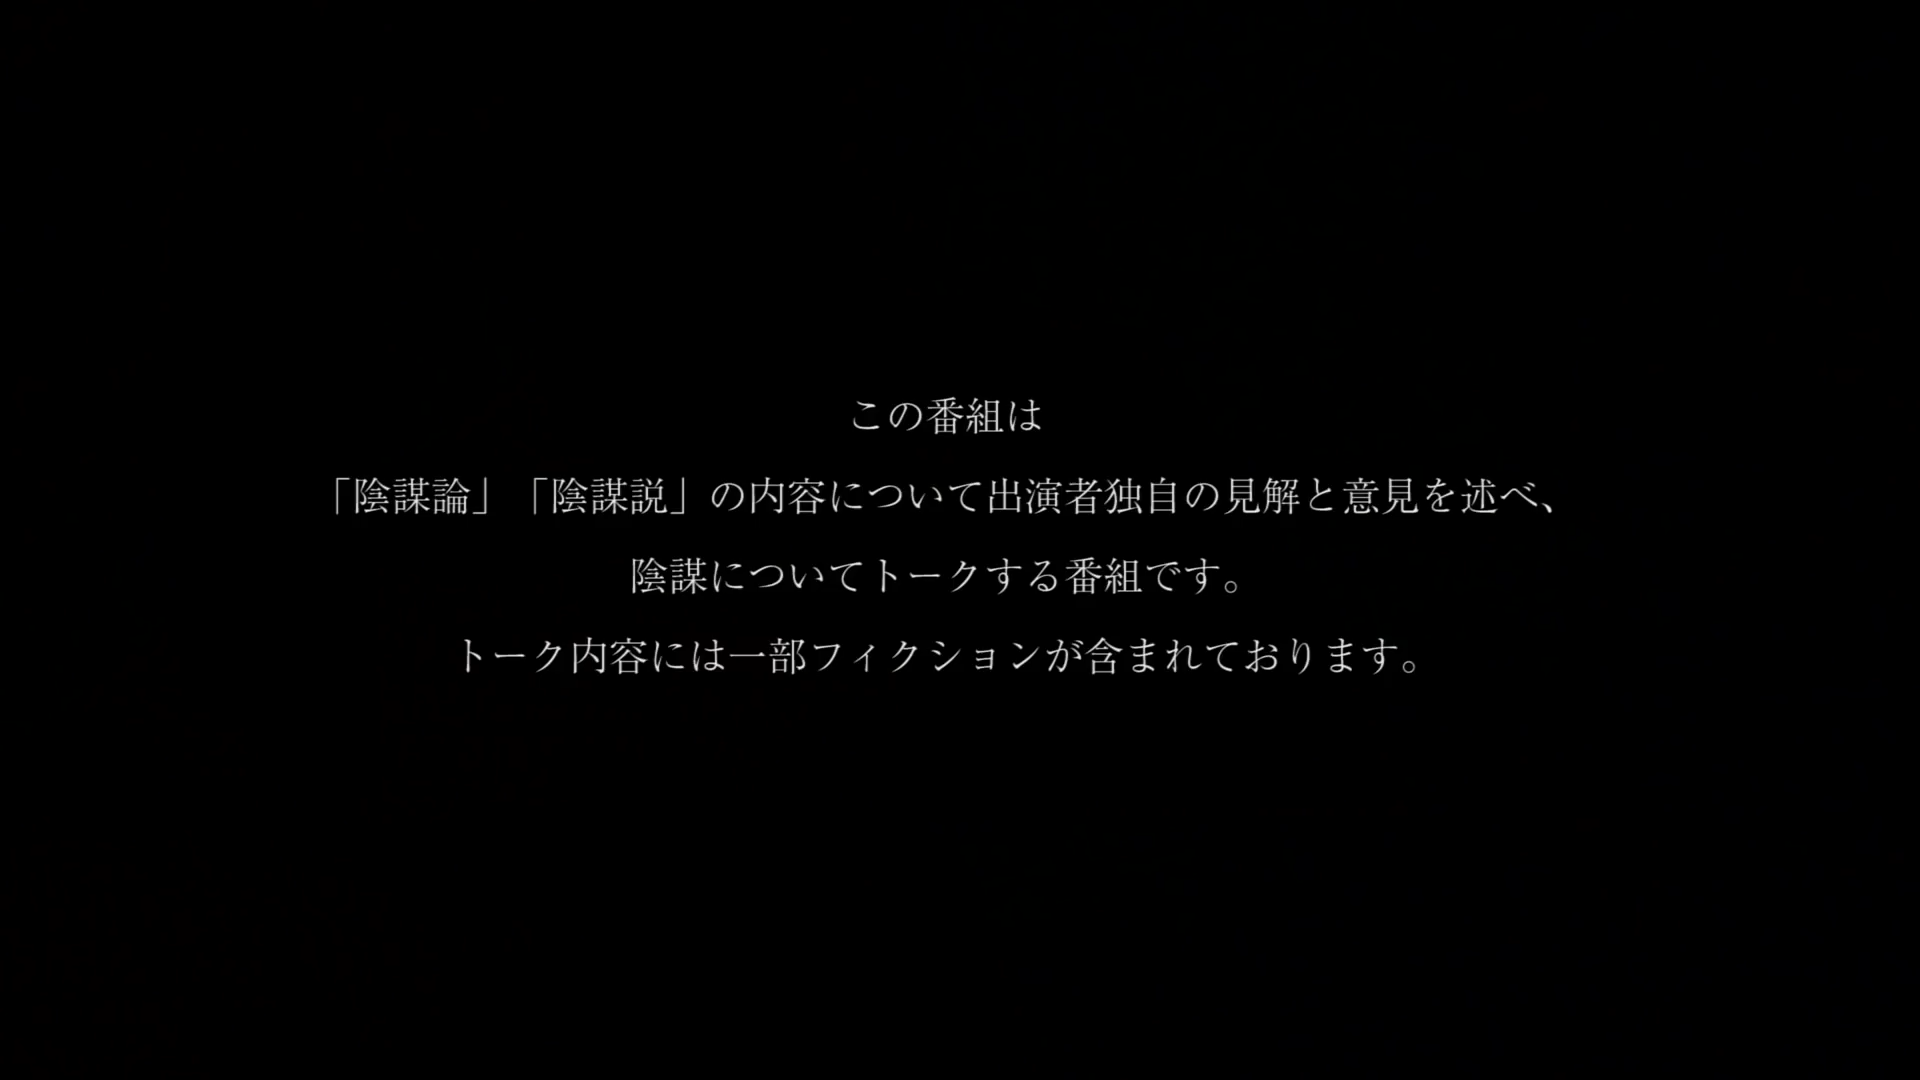 この番組は
「陰謀論」「陰謀説」の内容について出演者独自の見解と意見を述べ、
陰謀についてトークする番組です。
トーク内容には一部フィクションが含まれております。